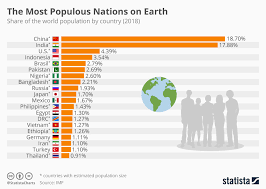 The Most Populous Nations on Earth
Share of the world population by country (2018)
China* 18.70%
India* 17.88%
U.S.* 4.39%
Indonesia* 3.54%
Brazil* 2.79%
Pakistan* 2.69%
Nigeria* 2.60%
Bangladesh* 2.21%
Russia* 1.93%
Japan* 1.70%
Mexico 1.67%
Philippines* 1.43%
Egypt 1.30%
DRC* 1.27%
Vietnam* 1.27%
Ethiopia* 1.26%
Germany 1.11%
Iran* 1.10%
Turkey 1.10%
Thailand* 0.91%
* countries with estimated population size
@StatistaCharts Source: IMF
statista